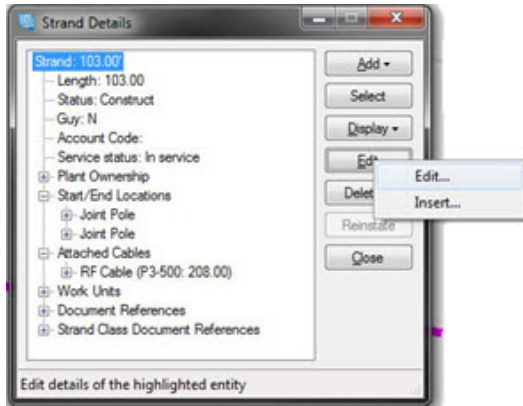 Strand Details
Strand: 103.00'
Length: 103.00
Status: Construct
Guy: N
Account Code:
Service status: In service
Plant Ownership
Start/End Locations
Joint Pole
Joint Pole
Attached Cables
RF Cable (P3-500: 208.00)
Work Units
Document References
Strand Class Document References
Add
Select
Display
Edit
Edit...
Insert...
Delet
Reinstate
Close
Edit details of the highlighted entity